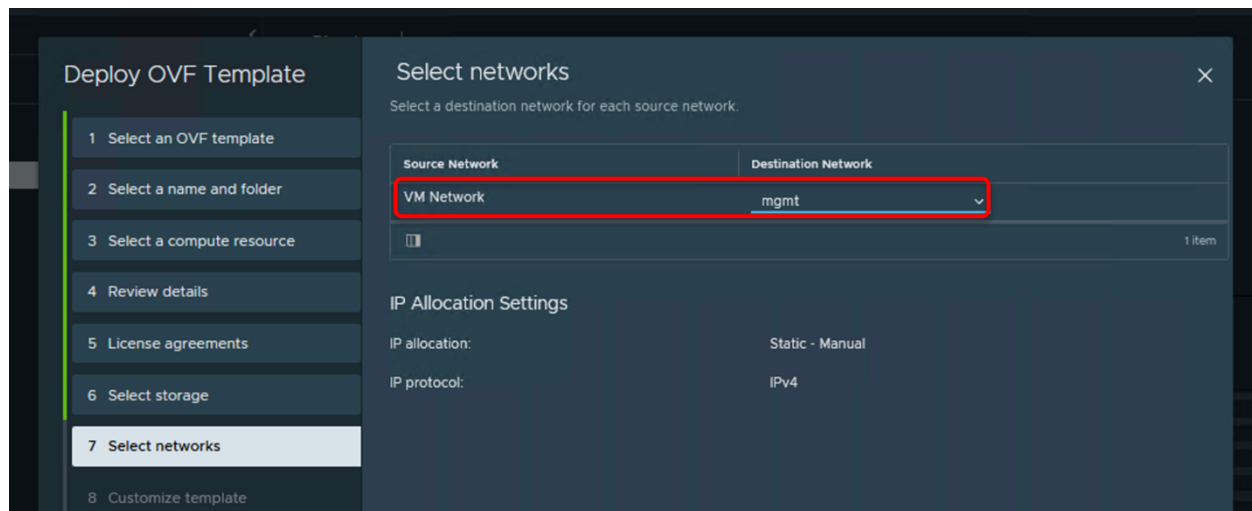 Deploy OVF Template
1 Select an OVF template
2 Select a name and folder
3 Select a compute resource
4 Review details
5 License agreements
6 Select storage
7 Select networks
8 Customize template
Select networks
Select a destination network for each source network.
Source Network Destination Network
VM Network mgmt
1 item
IP Allocation Settings
IP allocation: Static - Manual
IP protocol: IPv4